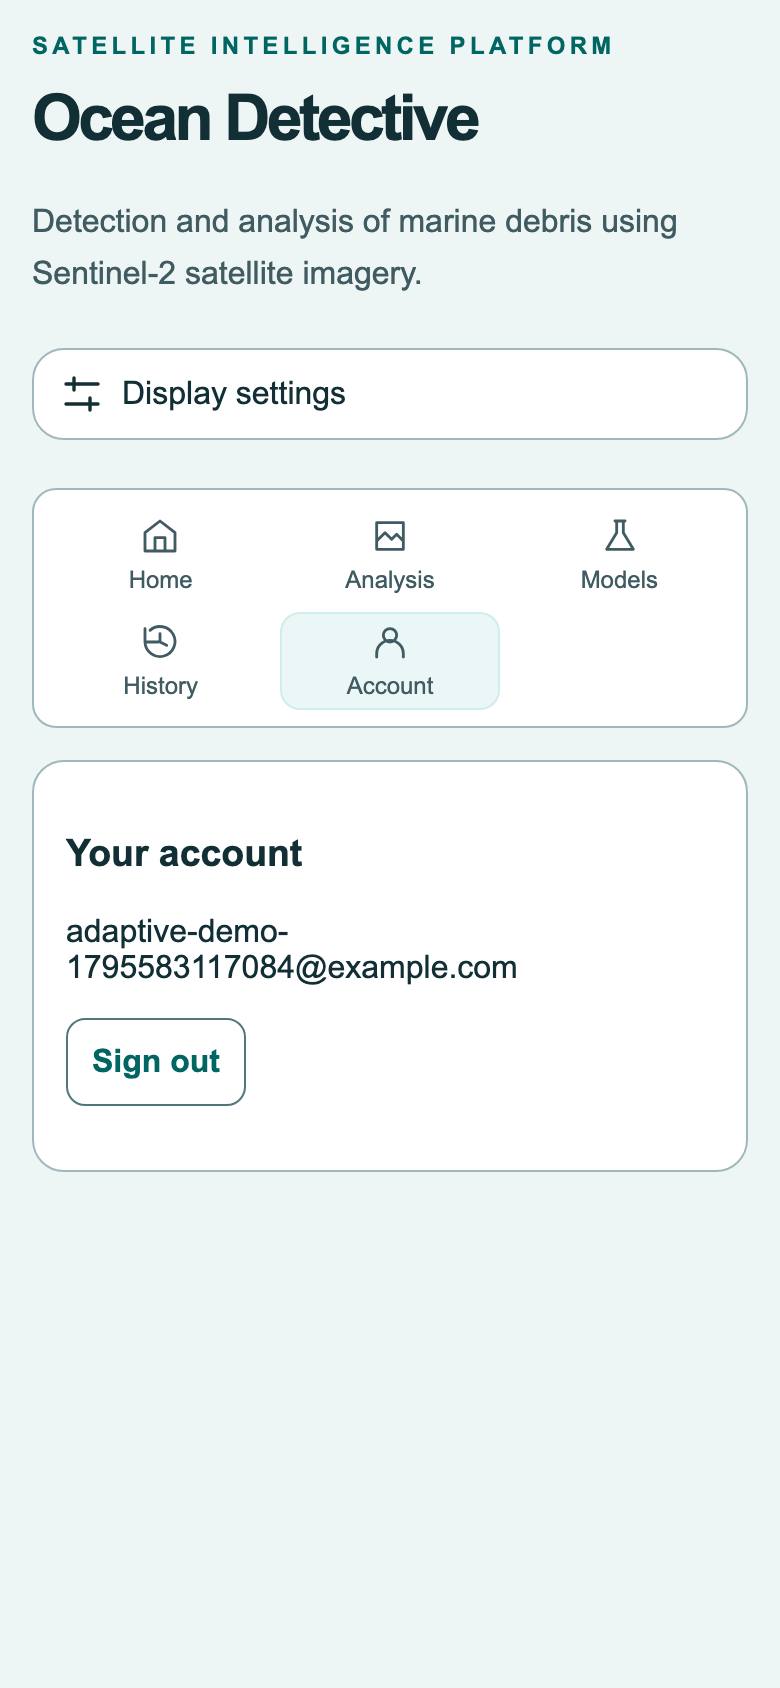 SATELLITE INTELLIGENCE PLATFORM
Ocean Detective
Detection and analysis of marine debris using
Sentinel-2 satellite imagery.
Display settings
Home
Analysis
Models
History
Account
Your account
adaptive-demo-
1795583117084@example.com
Sign out